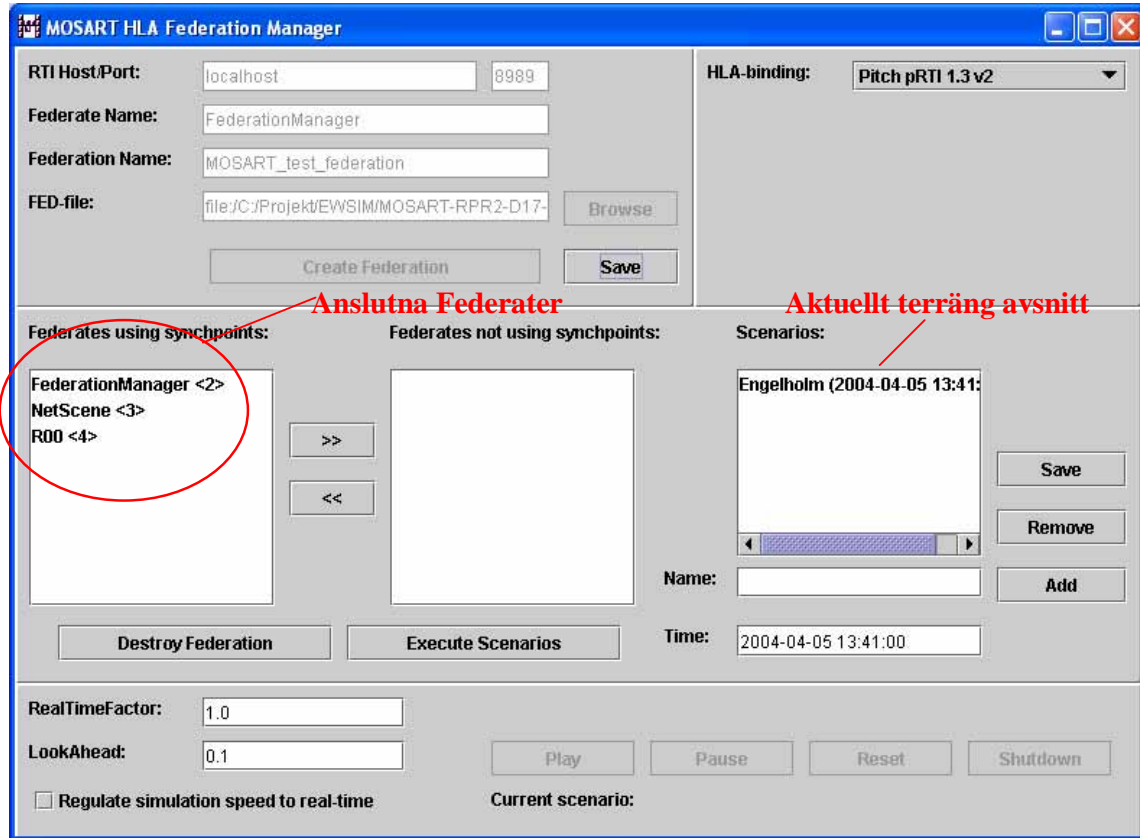 MOSART HLA Federation Manager
RTI Host/Port: localhost 8989
HLA-binding: Pitch pRTI 1.3 v2
Federate Name: FederationManager
Federation Name: MOSART_test_federation
FED-file: file:/C:/Projekt/EWSIM/MOSART-RPR2-D17- Browse
Create Federation Save
Anslutna Federater
Aktuellt terräng avsnitt
Federates using synchpoints:
Federates not using synchpoints:
Scenarios:
FederationManager <2>
NetScene <3>
R00 <4>
>>
<<
Engelholm (2004-04-05 13:41:
Save
Remove
Name:
Add
Destroy Federation
Execute Scenarios
Time: 2004-04-05 13:41:00
RealTimeFactor: 1.0
LookAhead: 0.1
Play Pause Reset Shutdown
Regulate simulation speed to real-time
Current scenario: